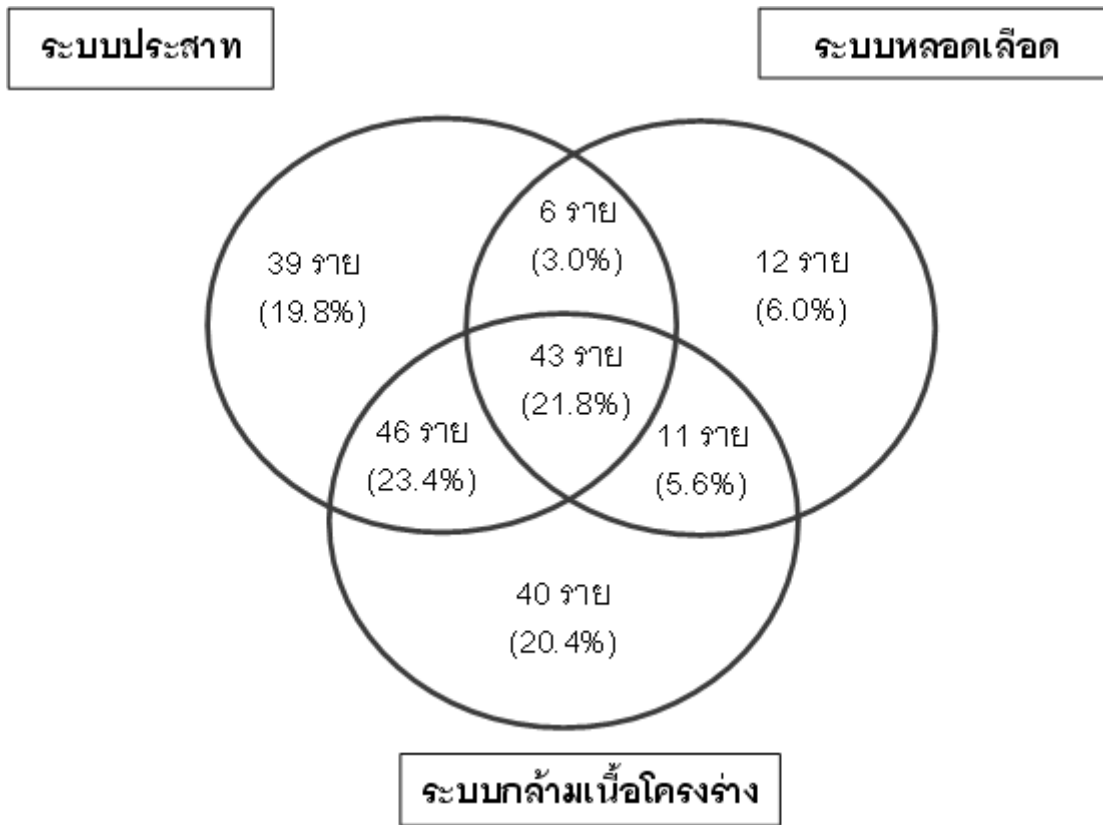 ระบบประสาท
ระบบหลอดเลือด
6 ราย
(3.0%)
39 ราย
(19.8%)
12 ราย
(6.0%)
43 ราย
(21.8%)
46 ราย
(23.4%)
11 ราย
(5.6%)
40 ราย
(20.4%)
ระบบกล้ามเนื้อโครงร่าง